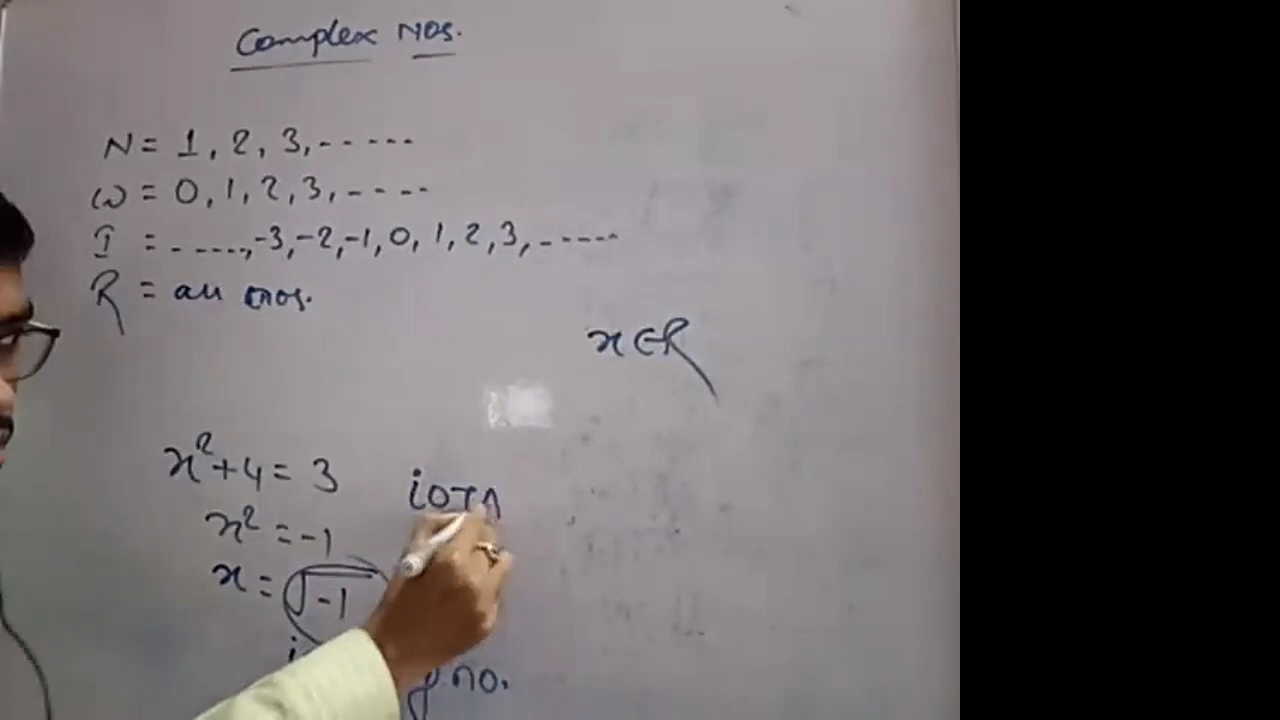 Complex Nos.
N = 1, 2, 3, -----
W = 0, 1, 2, 3, ----
I = -----, -3, -2, -1, 0, 1, 2, 3, -----
R = all nos.
x ∈ R
x² + 4 = 3
iOTA
x² = -1
x = √-1
no.